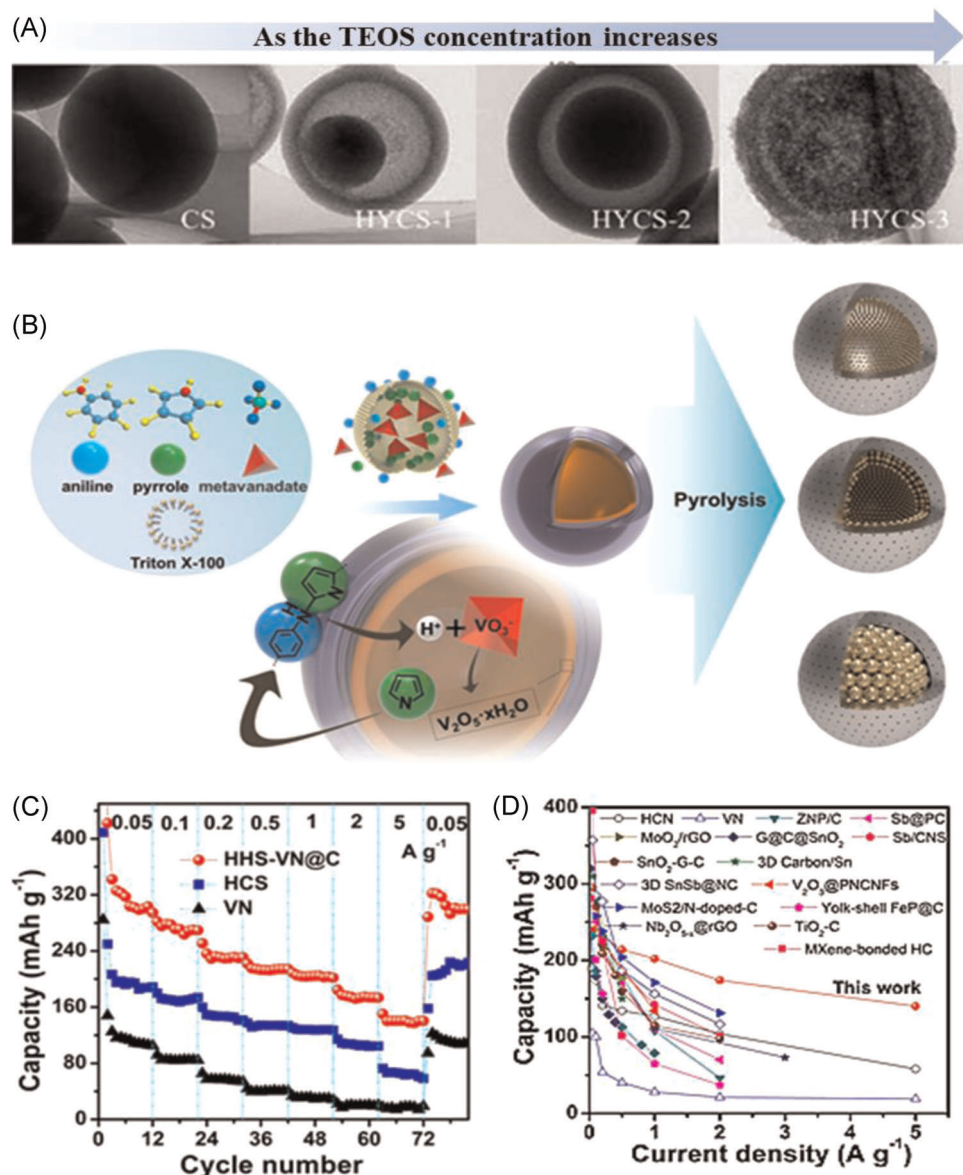 (A)
As the TEOS concentration increases
CS
HYCS-1
HYCS-2
HYCS-3
(B)
aniline pyrrole metavanadate
Triton X-100
Pyrolysis
N
H
N
H⁺ + VO₃⁻
N
V₂O₅·xH₂O
(C)
0.05 0.1 0.2 0.5 1 2 5 0.05
A g⁻¹
HHS-VN@C
HCS
VN
Capacity (mAh g⁻¹)
400
320
240
160
80
0
0 12 24 36 48 60 72
Cycle number
(D)
HCN VN ZNP/C Sb@PC
MoO₂/rGO G@C@SnO₂ Sb/CNS
SnO₂-G-C 3D Carbon/Sn
3D SnSb@NC V₂O₃@PNCNFs
MoS2/N-doped-C Yolk-shell FeP@C
Nb₂O₅₋ₓ@rGO TiO₂-C
MXene-bonded HC
This work
Capacity (mAh g⁻¹)
400
300
200
100
0
0 1 2 3 4 5
Current density (A g⁻¹)